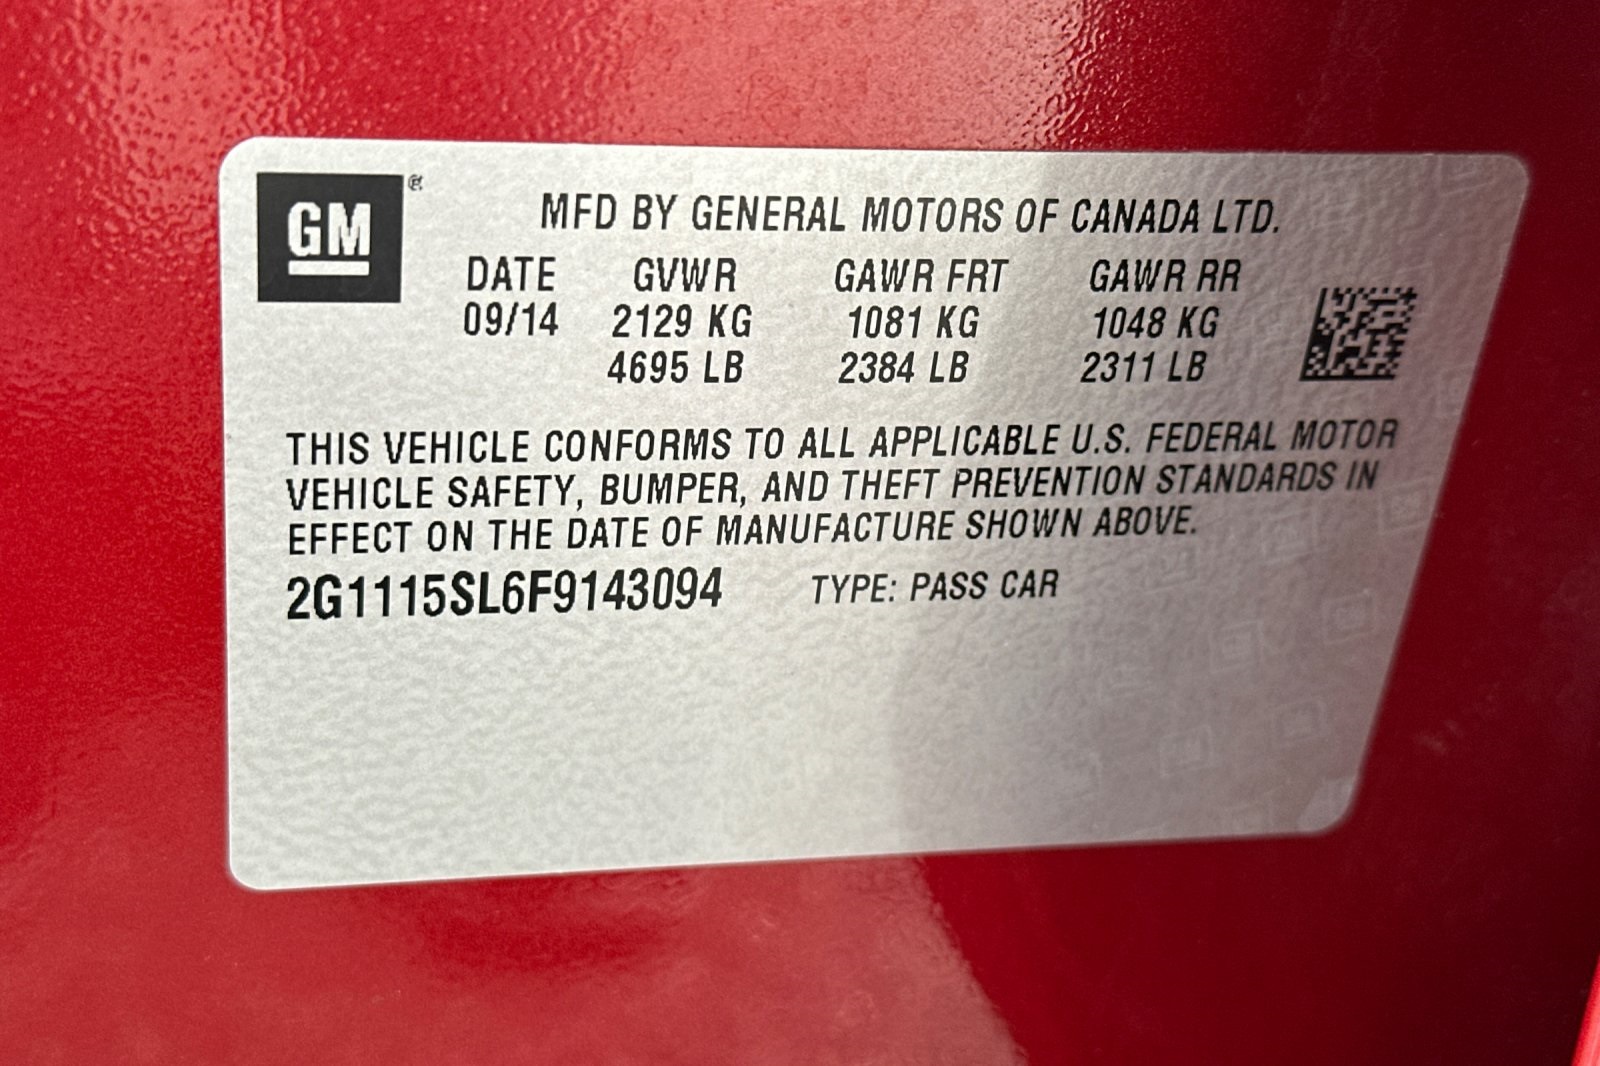 GM
MFD BY GENERAL MOTORS OF CANADA LTD.
DATE GVWR GAWR FRT GAWR RR
09/14 2129 KG 1081 KG 1048 KG
4695 LB 2384 LB 2311 LB
THIS VEHICLE CONFORMS TO ALL APPLICABLE U.S. FEDERAL MOTOR
VEHICLE SAFETY, BUMPER, AND THEFT PREVENTION STANDARDS IN
EFFECT ON THE DATE OF MANUFACTURE SHOWN ABOVE.
2G1115SL6F9143094 TYPE: PASS CAR